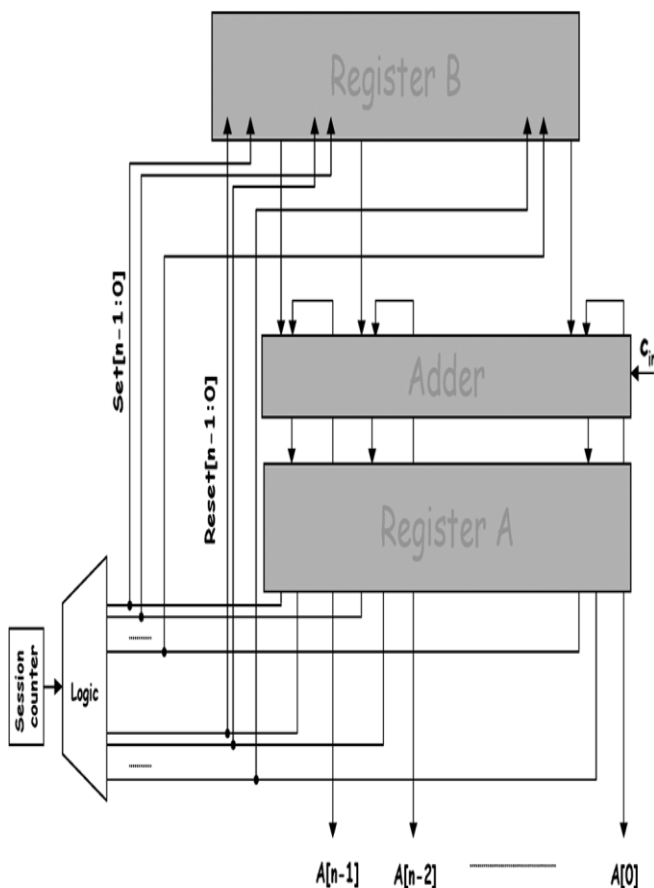 Register B
Set[n-1:0]
Reset[n-1:0]
Adder
C_in
Register A
Session
counter
Logic
A[n-1]
A[n-2]
A[0]